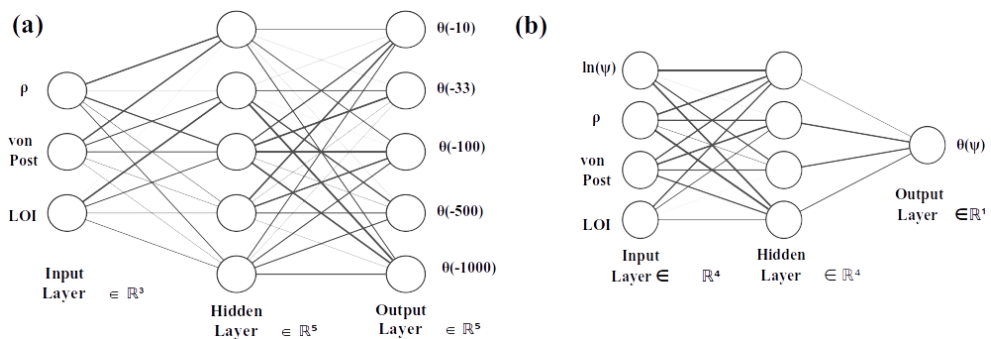 (a)
ρ
von
Post
LOI
θ(-10)
θ(-33)
θ(-100)
θ(-500)
θ(-1000)
Input
Layer ∈ ℝ³
Hidden
Layer ∈ ℝ⁵
Output
Layer ∈ ℝ⁵
(b)
ln(ψ)
ρ
von
Post
LOI
θ(ψ)
Input
Layer ∈ ℝ⁴
Hidden
Layer ∈ ℝ⁴
Output
Layer ∈ℝ¹